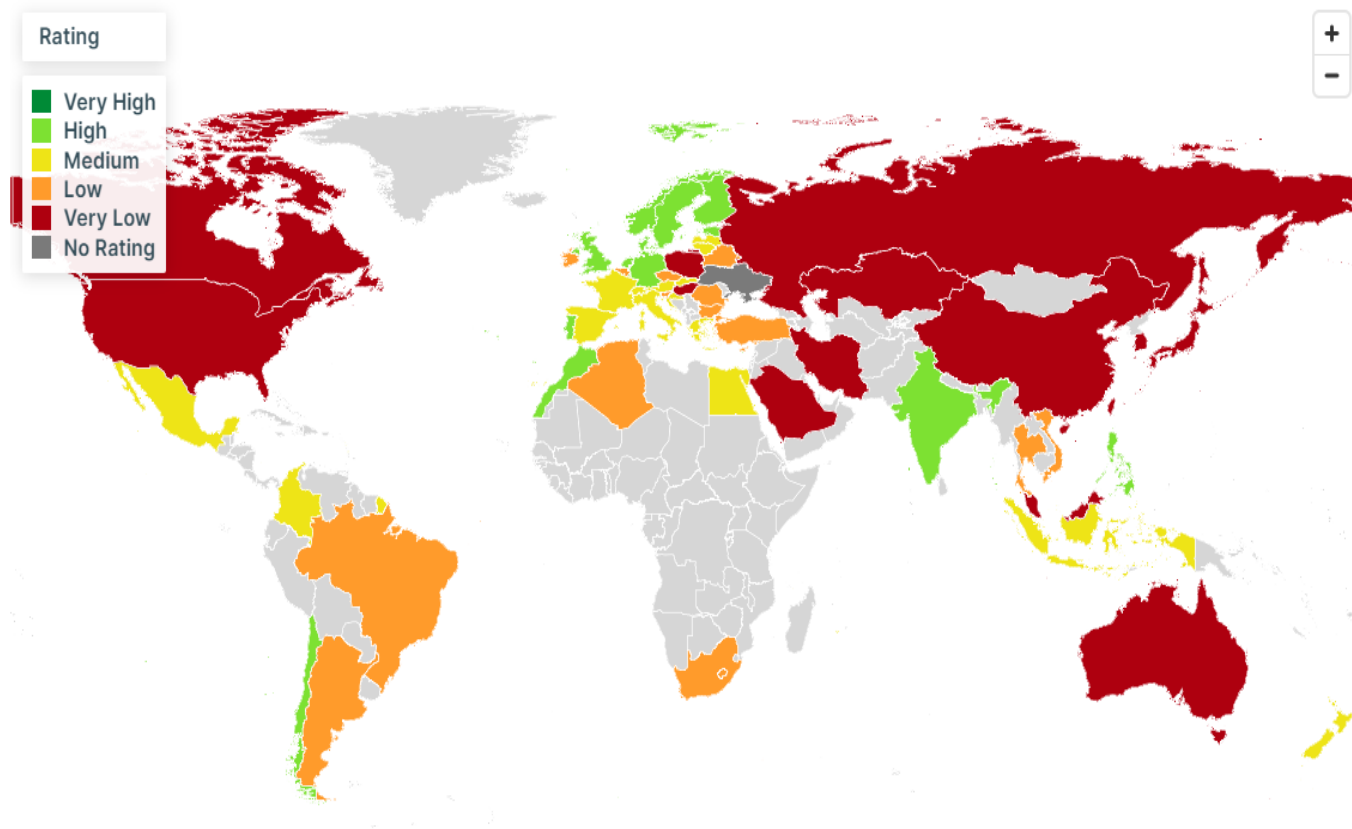 Rating
Very High
High
Medium
Low
Very Low
No Rating
+
−